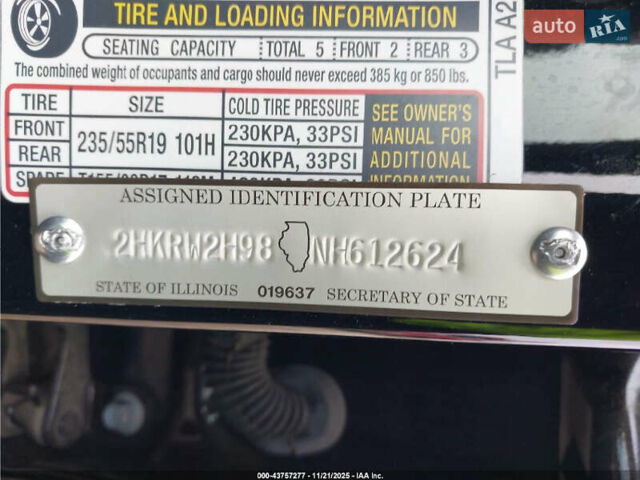 TIRE AND LOADING INFORMATION
SEATING CAPACITY TOTAL 5 FRONT 2 REAR 3
The combined weight of occupants and cargo should never exceed 385 kg or 850 lbs.
TIRE SIZE COLD TIRE PRESSURE
FRONT 235/55R19 101H 230KPA, 33PSI
REAR 230KPA, 33PSI
SPARE
SEE OWNER'S
MANUAL FOR
ADDITIONAL
INFORMATION
TLA A2
auto RIA.com
ASSIGNED IDENTIFICATION PLATE
2HKRW2H98 NH612624
STATE OF ILLINOIS 019637 SECRETARY OF STATE
000-43757277 - 11/21/2025 - IAA Inc.